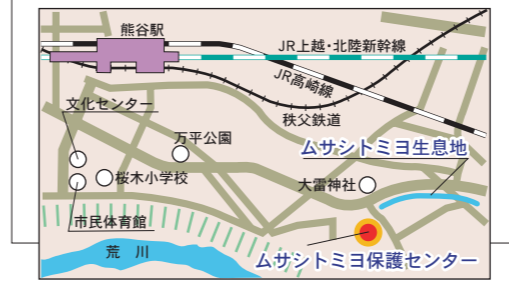 熊谷駅
JR上越・北陸新幹線
JR高崎線
秩父鉄道
文化センター
万平公園
ムサシトミヨ生息地
桜木小学校
大雷神社
市民体育館
荒川
ムサシトミヨ保護センター